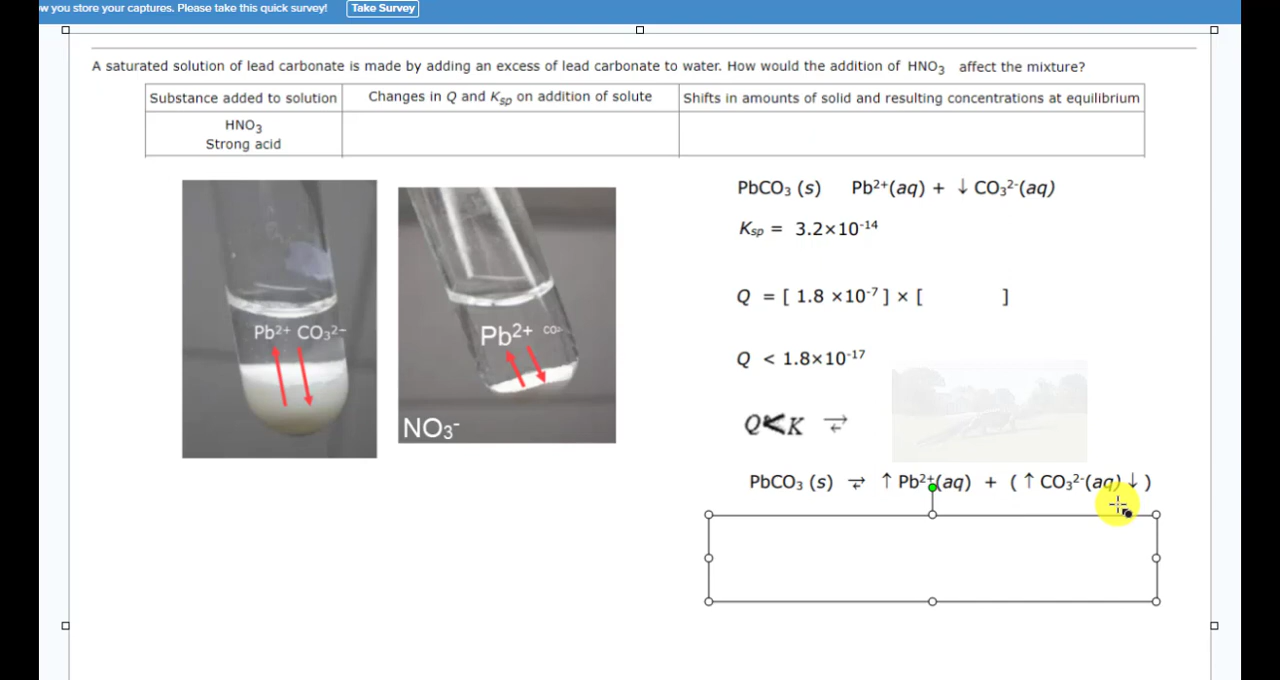 w you store your captures. Please take this quick survey! Take Survey
A saturated solution of lead carbonate is made by adding an excess of lead carbonate to water. How would the addition of HNO₃ affect the mixture?
Substance added to solution Changes in Q and Ksp on addition of solute Shifts in amounts of solid and resulting concentrations at equilibrium
HNO₃
Strong acid
PbCO₃ (s) Pb²⁺(aq) + ↓ CO₃²⁻(aq)
Ksp = 3.2×10⁻¹⁴
Q = [ 1.8 ×10⁻⁷ ] × [ ]
Pb²⁺ CO₃²⁻
Pb²⁺ CO₃²⁻
Q < 1.8×10⁻¹⁷
NO₃⁻
Q<K ⇄
PbCO₃ (s) ⇄ ↑ Pb²⁺(aq) + ( ↑ CO₃²⁻(aq) ↓ )